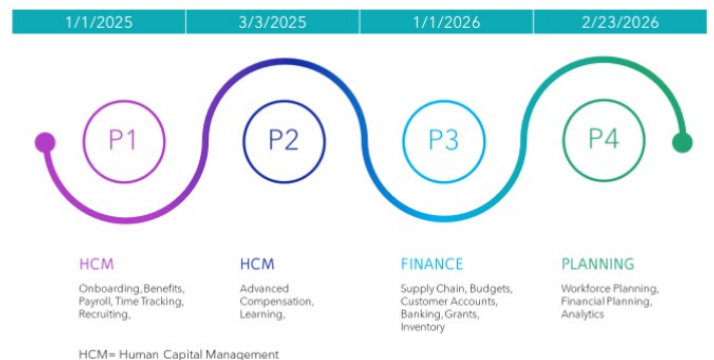 1/1/2025 3/3/2025 1/1/2026 2/23/2026
P1 P2 P3 P4
HCM
Onboarding, Benefits,
Payroll, Time Tracking,
Recruiting,
HCM
Advanced
Compensation,
Learning,
FINANCE
Supply Chain, Budgets,
Customer Accounts,
Banking, Grants,
Inventory
PLANNING
Workforce Planning,
Financial Planning,
Analytics
HCM= Human Capital Management